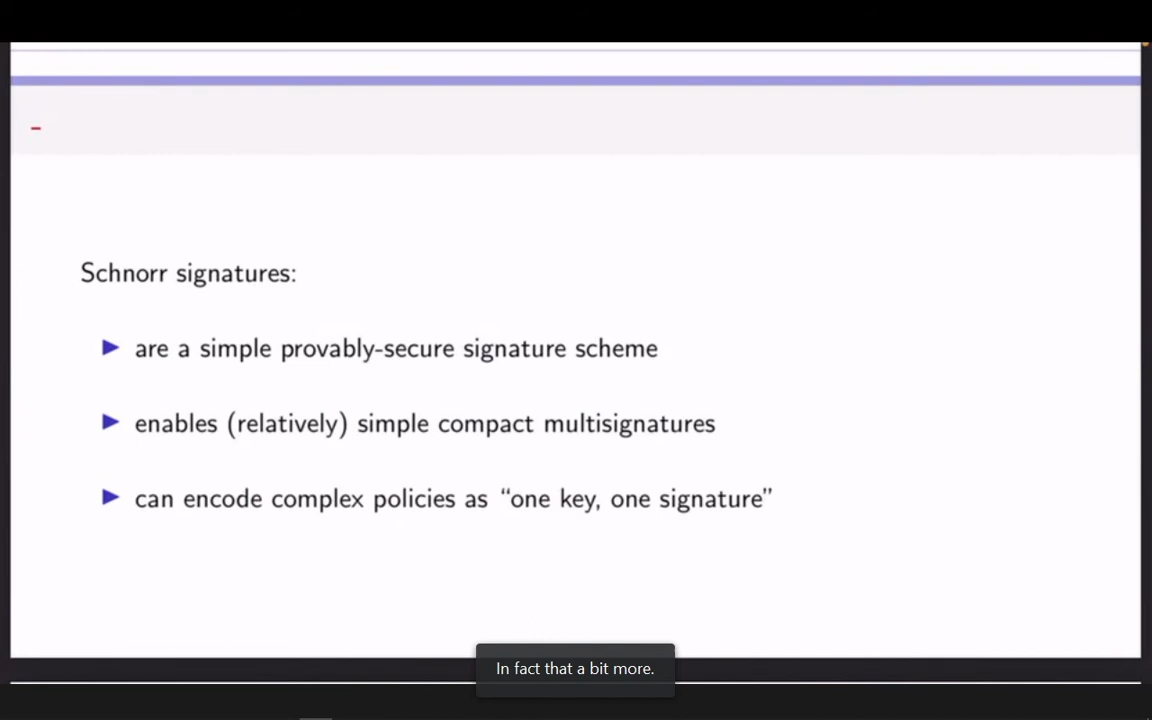 -
Schnorr signatures:
▶ are a simple provably-secure signature scheme
▶ enables (relatively) simple compact multisignatures
▶ can encode complex policies as “one key, one signature”
In fact that a bit more.